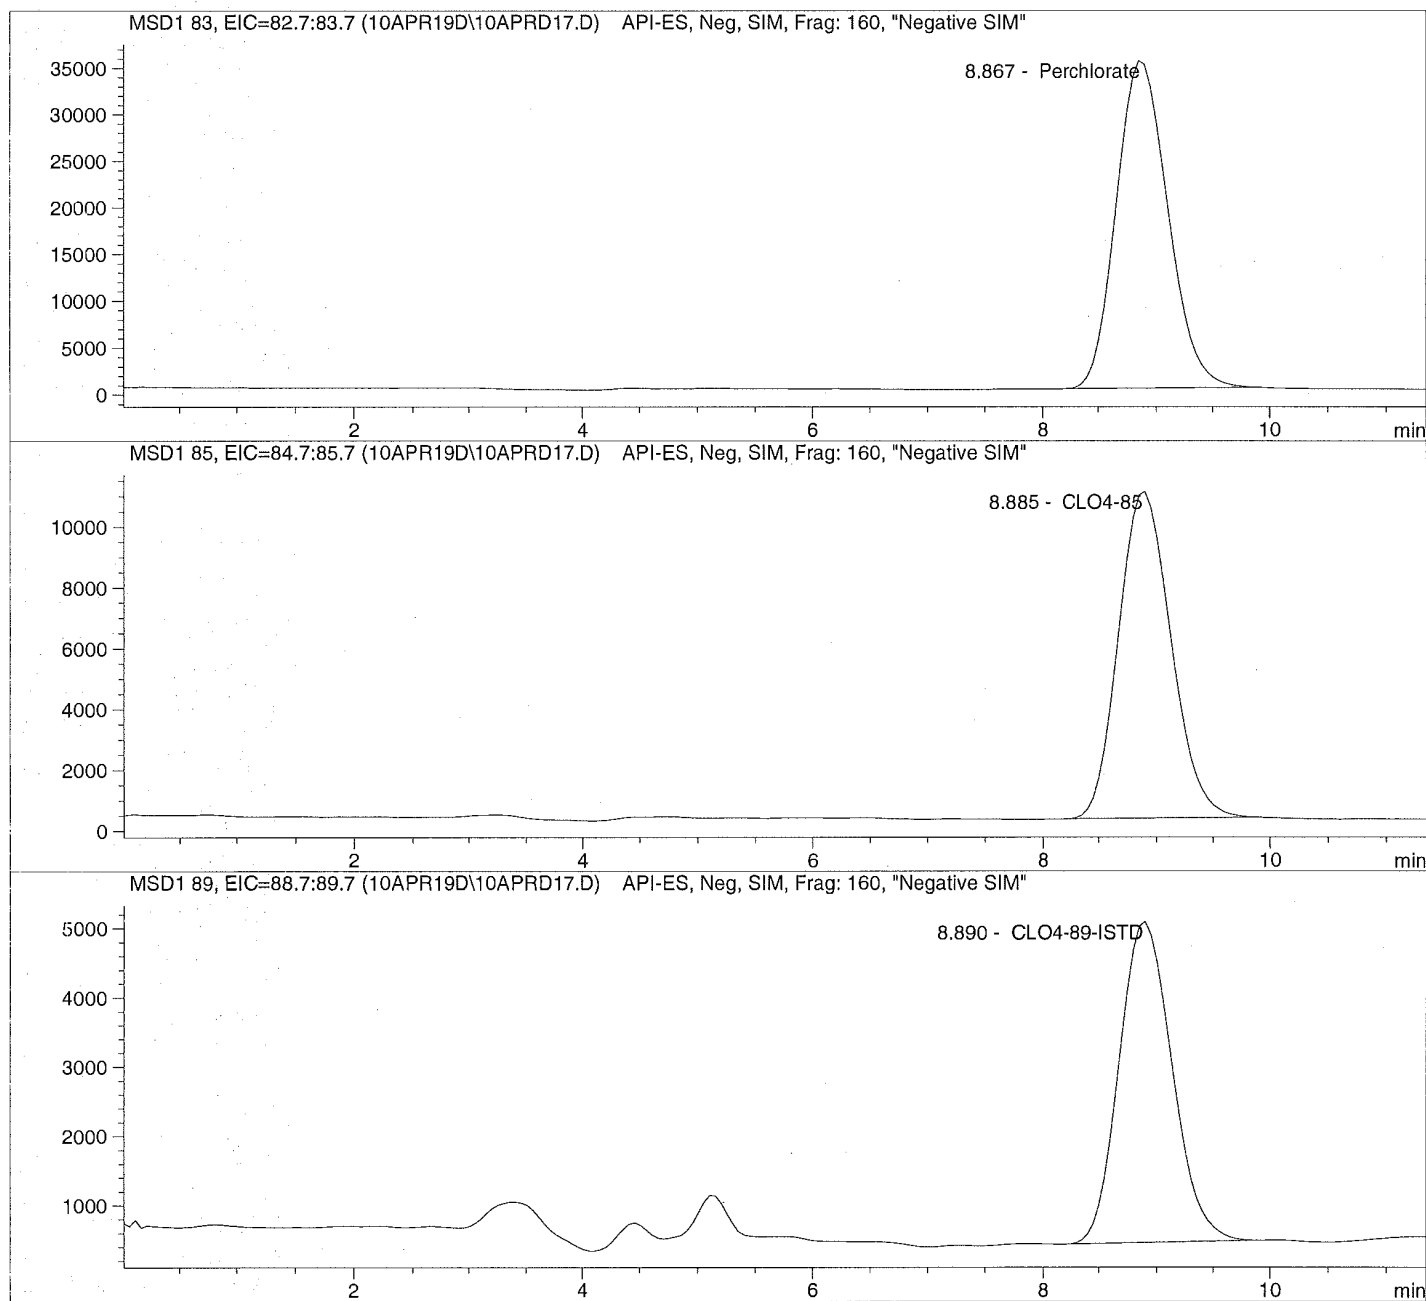 MSD1 83, EIC=82.7:83.7 (10APR19D\10APRD17.D) API-ES, Neg, SIM, Frag: 160, "Negative SIM"
8.867 - Perchlorate
35000
30000
25000
20000
15000
10000
5000
0
2 4 6 8 10 min
MSD1 85, EIC=84.7:85.7 (10APR19D\10APRD17.D) API-ES, Neg, SIM, Frag: 160, "Negative SIM"
8.885 - CLO4-85
10000
8000
6000
4000
2000
0
2 4 6 8 10 min
MSD1 89, EIC=88.7:89.7 (10APR19D\10APRD17.D) API-ES, Neg, SIM, Frag: 160, "Negative SIM"
8.890 - CLO4-89-ISTD
5000
4000
3000
2000
1000
2 4 6 8 10 min